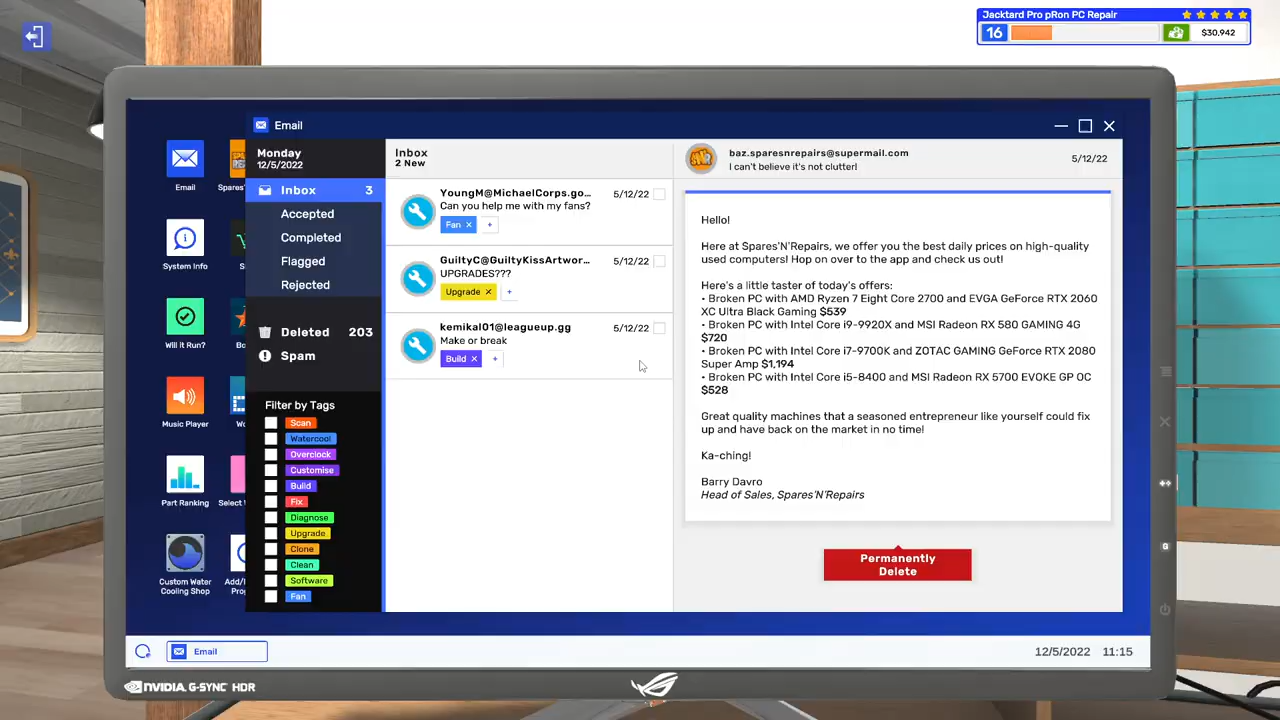 Jacktard Pro pRon PC Repair
16
$30,942
Email
Monday
12/5/2022
Inbox 3
Accepted
Completed
Flagged
Rejected
Deleted 203
Spam
Filter by Tags
Scan
Watercool
Overclock
Customise
Build
Fix
Diagnose
Upgrade
Clone
Clean
Software
Fan
Inbox
2 New
YoungM@MichaelCorps.go... 5/12/22
Can you help me with my fans?
Fan × +
GuiltyC@GuiltyKissArtwor... 5/12/22
UPGRADES???
Upgrade × +
kemikal01@leagueup.gg 5/12/22
Make or break
Build × +
baz.sparesnrepairs@supermail.com
I can't believe it's not clutter!
5/12/22
Hello!
Here at Spares'N'Repairs, we offer you the best daily prices on high-quality
used computers! Hop on over to the app and check us out!
Here's a little taster of today's offers:
• Broken PC with AMD Ryzen 7 Eight Core 2700 and EVGA GeForce RTX 2060
XC Ultra Black Gaming $539
• Broken PC with Intel Core i9-9920X and MSI Radeon RX 580 GAMING 4G
$720
• Broken PC with Intel Core i7-9700K and ZOTAC GAMING GeForce RTX 2080
Super Amp $1,194
• Broken PC with Intel Core i5-8400 and MSI Radeon RX 5700 EVOKE GP OC
$528
Great quality machines that a seasoned entrepreneur like yourself could fix
up and have back on the market in no time!
Ka-ching!
Barry Davro
Head of Sales, Spares'N'Repairs
Permanently
Delete
Email
Spares'
System Info
Will it Run?
Music Player
Part Ranking
Select
Custom Water
Cooling Shop
Add/
Email
12/5/2022 11:15
NVIDIA G-SYNC HDR